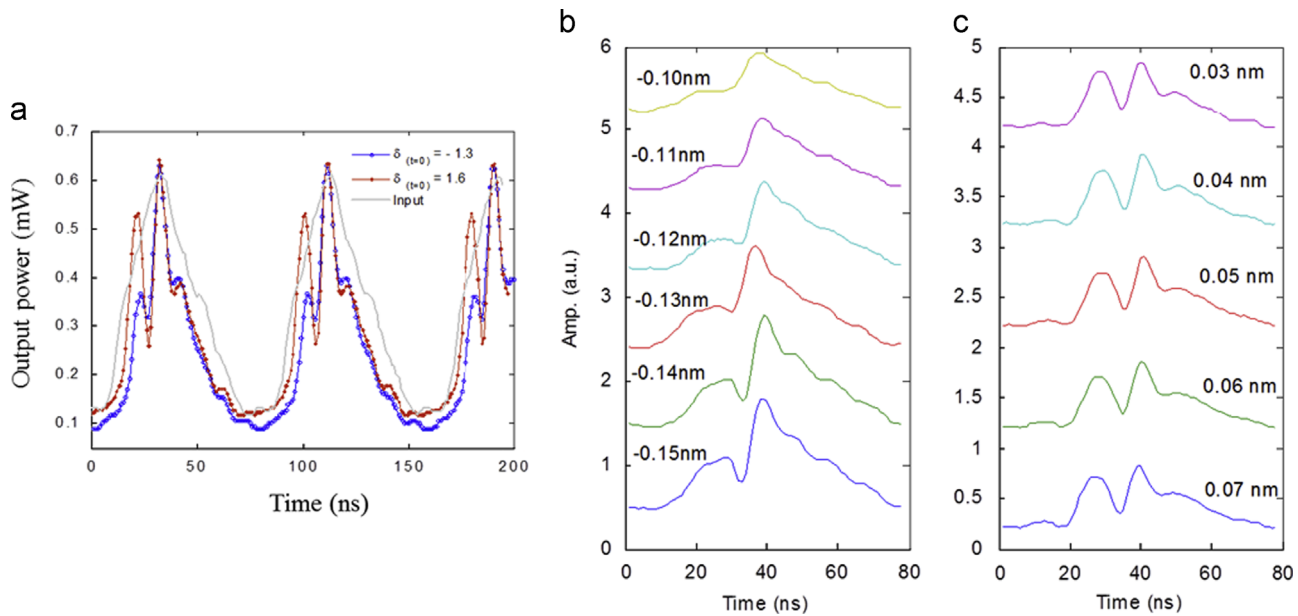 a
0.7
0.6
0.5
0.4
0.3
0.2
0.1
0
50
100
150
200
Output power (mW)
Time (ns)
δ (t=0) = - 1.3
δ (t=0) = 1.6
Input
b
6
5
4
3
2
1
0
0
20
40
60
80
Amp. (a.u.)
Time (ns)
-0.10nm
-0.11nm
-0.12nm
-0.13nm
-0.14nm
-0.15nm
c
5
4.5
4
3.5
3
2.5
2
1.5
1
0.5
0
0
20
40
60
80
Time (ns)
0.03 nm
0.04 nm
0.05 nm
0.06 nm
0.07 nm